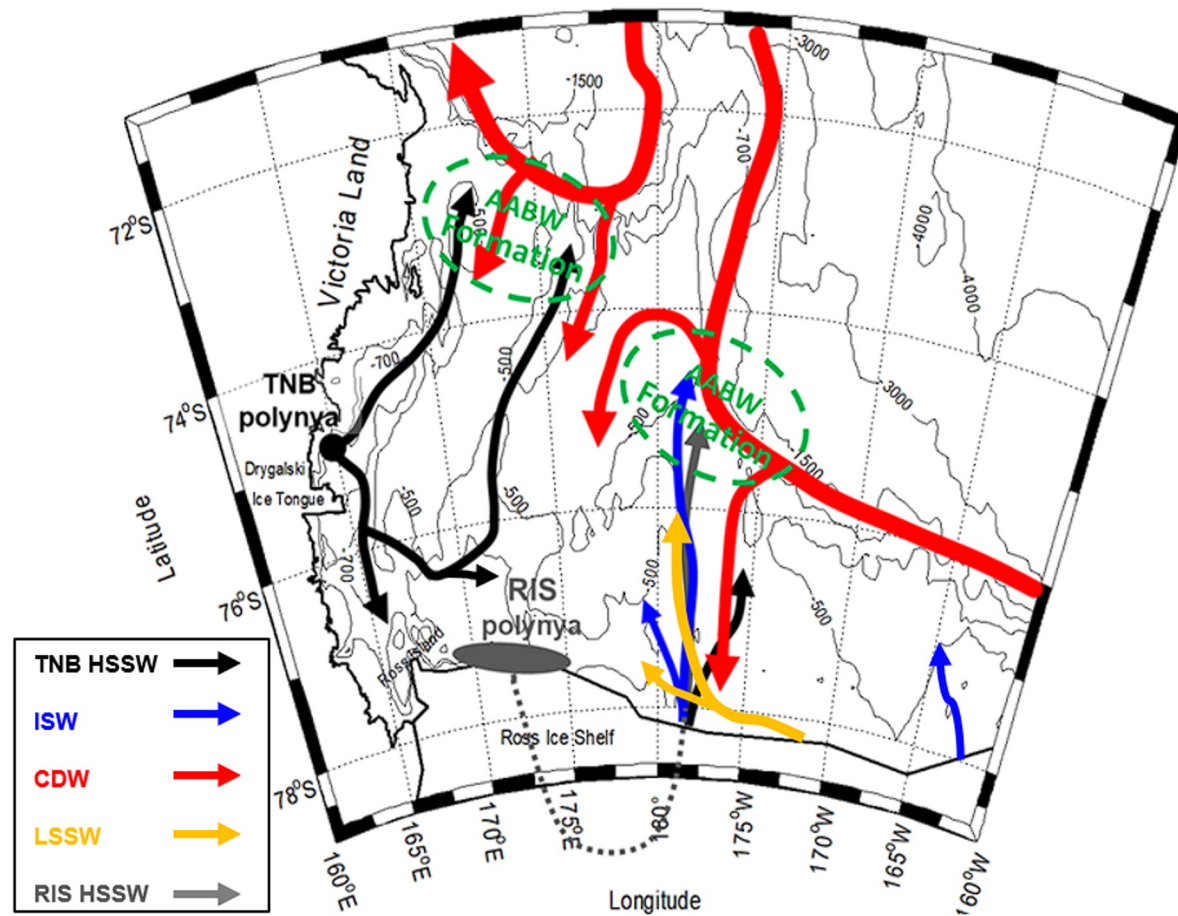 -3000
-1500
-700
Victoria Land
72°S
AABW
Formation
-500
-4000
-4000
-700
-500
TNB
polynya
74°S
AABW
Formation
-3000
-500
-1500
Drygalski
Ice Tongue
-500
-500
-700
Latitude
RIS
polynya
76°S
500
-500
Ross Island
Ross Ice Shelf
78°S
160°E
165°E
170°E
175°E
180°
175°W
170°W
165°W
160°W
Longitude
TNB HSSW
ISW
CDW
LSSW
RIS HSSW